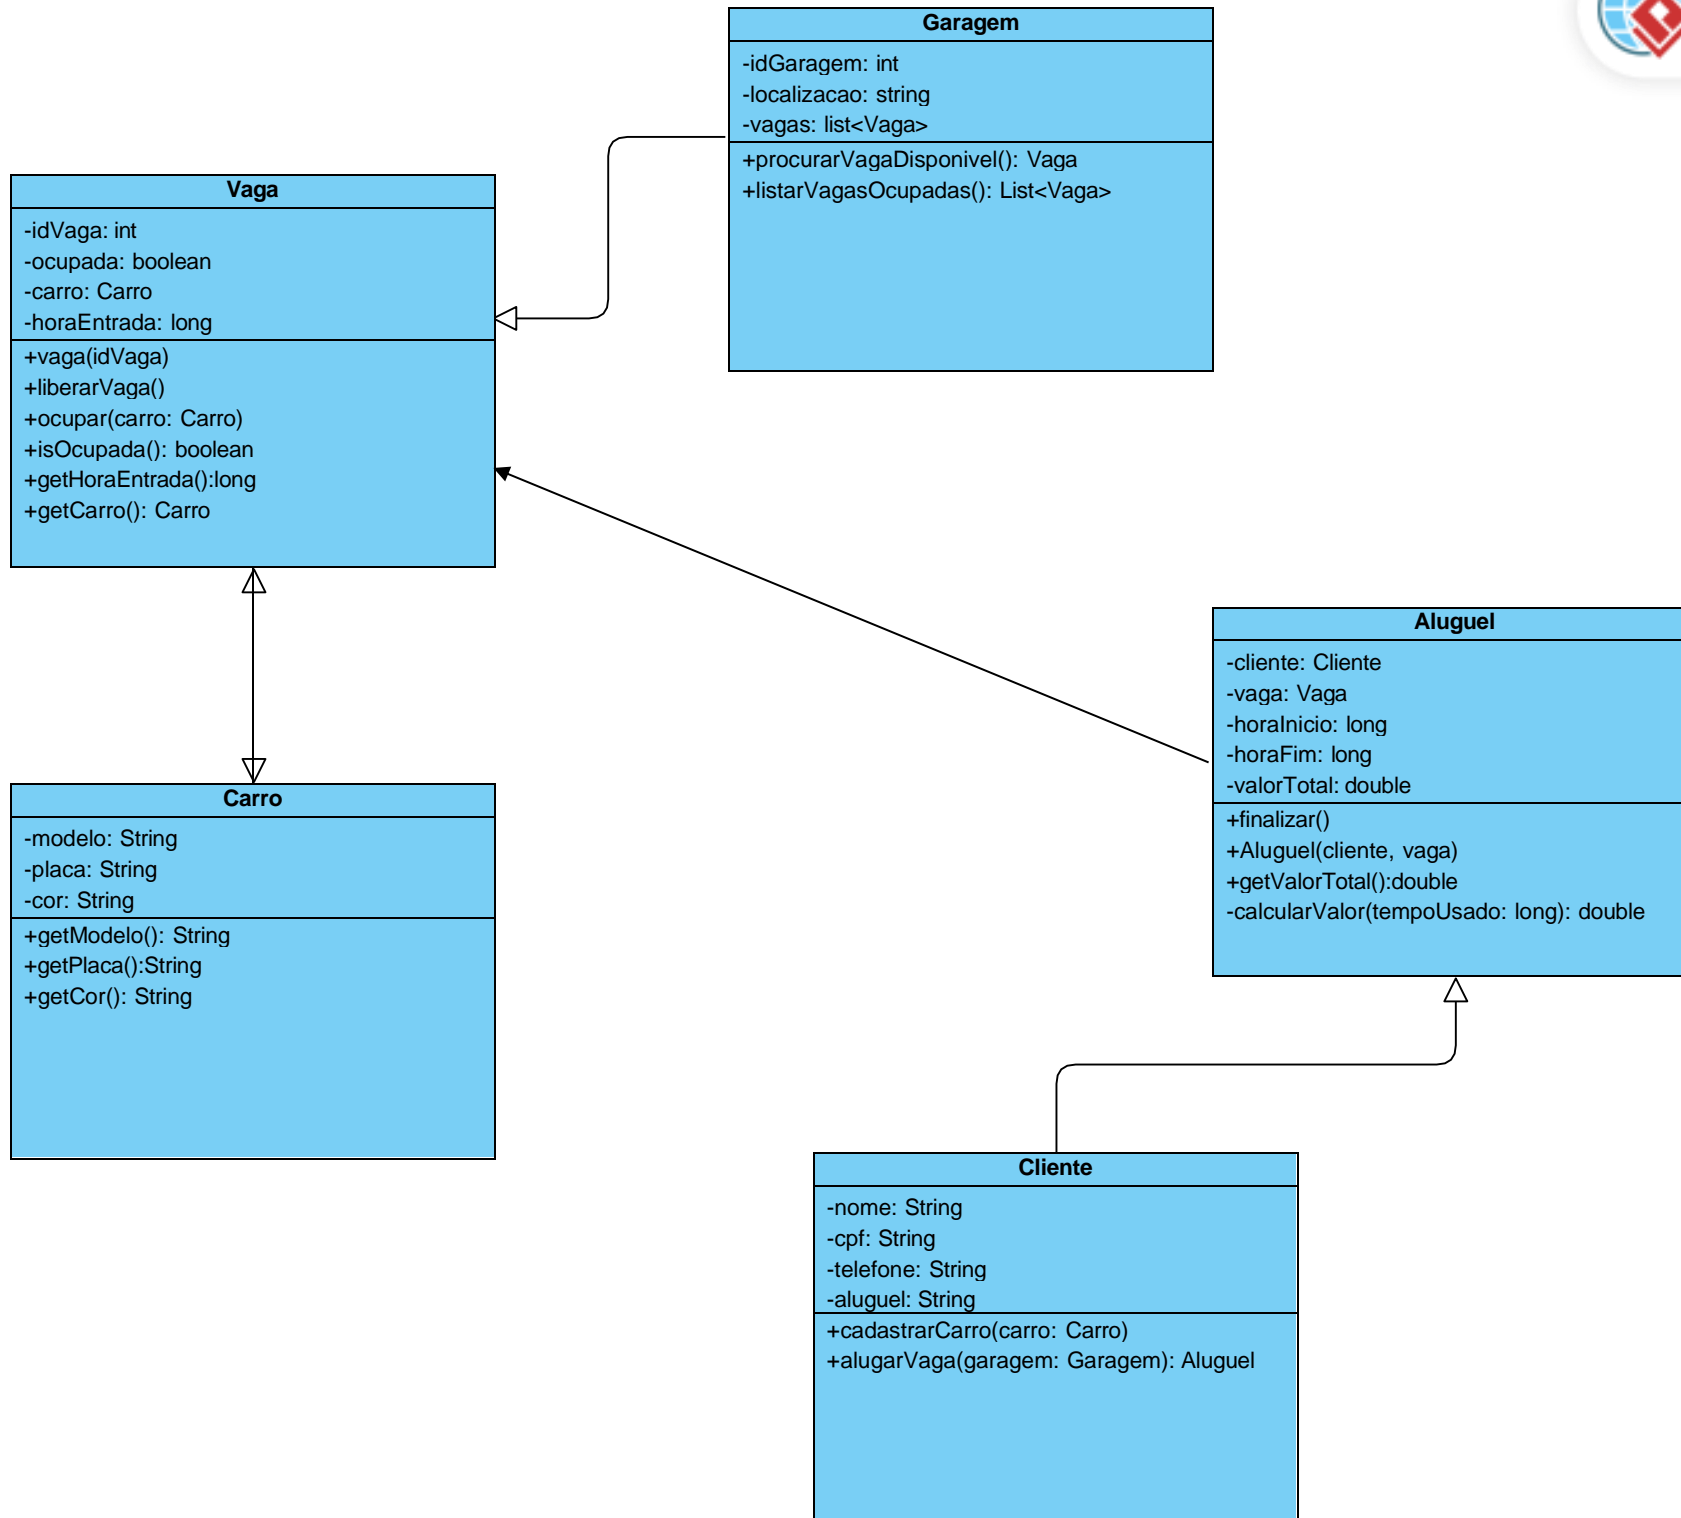 Garagem
-idGaragem: int
-localizacao: string
-vagas: list<Vaga>
+procurarVagaDisponivel(): Vaga
+listarVagasOcupadas(): List<Vaga>
Vaga
-idVaga: int
-ocupada: boolean
-carro: Carro
-horaEntrada: long
+vaga(idVaga)
+liberarVaga()
+ocupar(carro: Carro)
+isOcupada(): boolean
+getHoraEntrada():long
+getCarro(): Carro
Aluguel
-cliente: Cliente
-vaga: Vaga
-horaInicio: long
-horaFim: long
-valorTotal: double
+finalizar()
+Aluguel(cliente, vaga)
+getValorTotal():double
-calcularValor(tempoUsado: long): double
Carro
-modelo: String
-placa: String
-cor: String
+getModelo(): String
+getPlaca():String
+getCor(): String
Cliente
-nome: String
-cpf: String
-telefone: String
-aluguel: String
+cadastrarCarro(carro: Carro)
+alugarVaga(garagem: Garagem): Aluguel